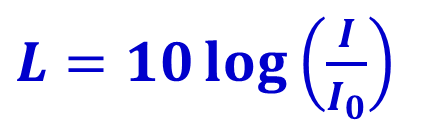 L = 10 log (I/I₀)